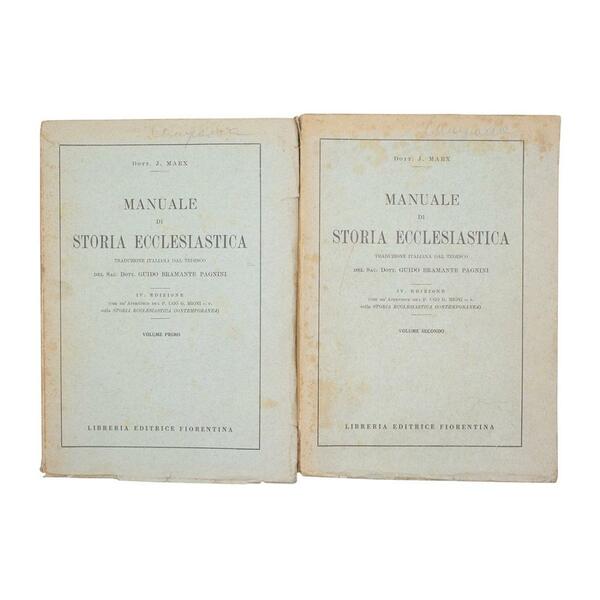 Dott. J. MARX
MANUALE
DI
STORIA ECCLESIASTICA
TRADUZIONE ITALIANA DAL TEDESCO
DEL SAC. DOTT. GUIDO BRAMANTE PAGNINI
IV. EDIZIONE
sulla STORIA ECCLESIASTICA CONTEMPORANEA)
VOLUME PRIMO
LIBRERIA EDITRICE FIORENTINA
Dott. J. MARX
MANUALE
DI
STORIA ECCLESIASTICA
TRADUZIONE ITALIANA DAL TEDESCO
DEL SAC. DOTT. GUIDO BRAMANTE PAGNINI
IV. EDIZIONE
sulla STORIA ECCLESIASTICA CONTEMPORANEA)
VOLUME SECONDO
LIBRERIA EDITRICE FIORENTINA